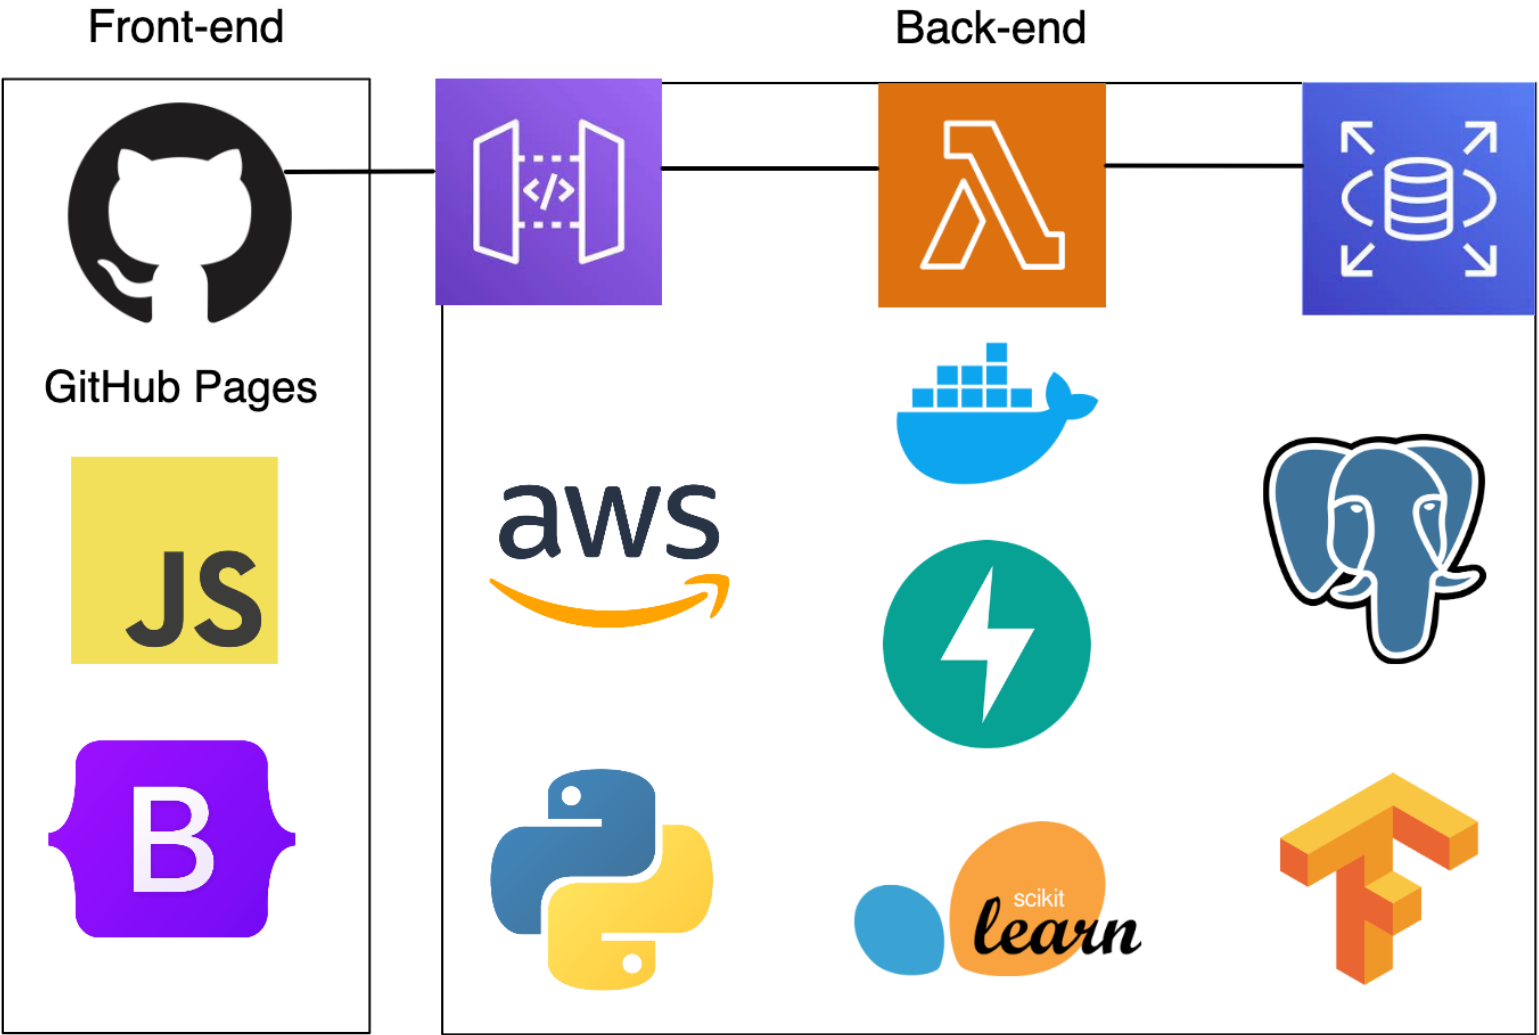 Front-end
Back-end
</>
GitHub Pages
aws
JS
B
scikit
learn